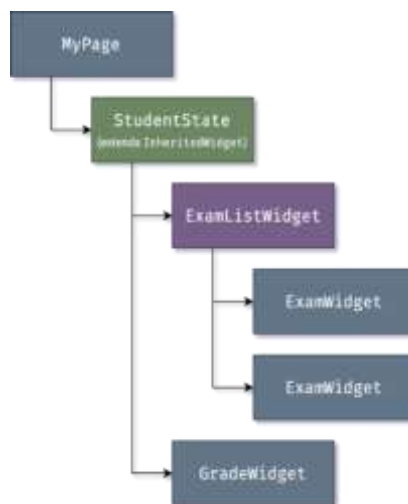 MyPage
StudentState
(extends InheritedWidget)
ExamListWidget
ExamWidget
ExamWidget
GradeWidget